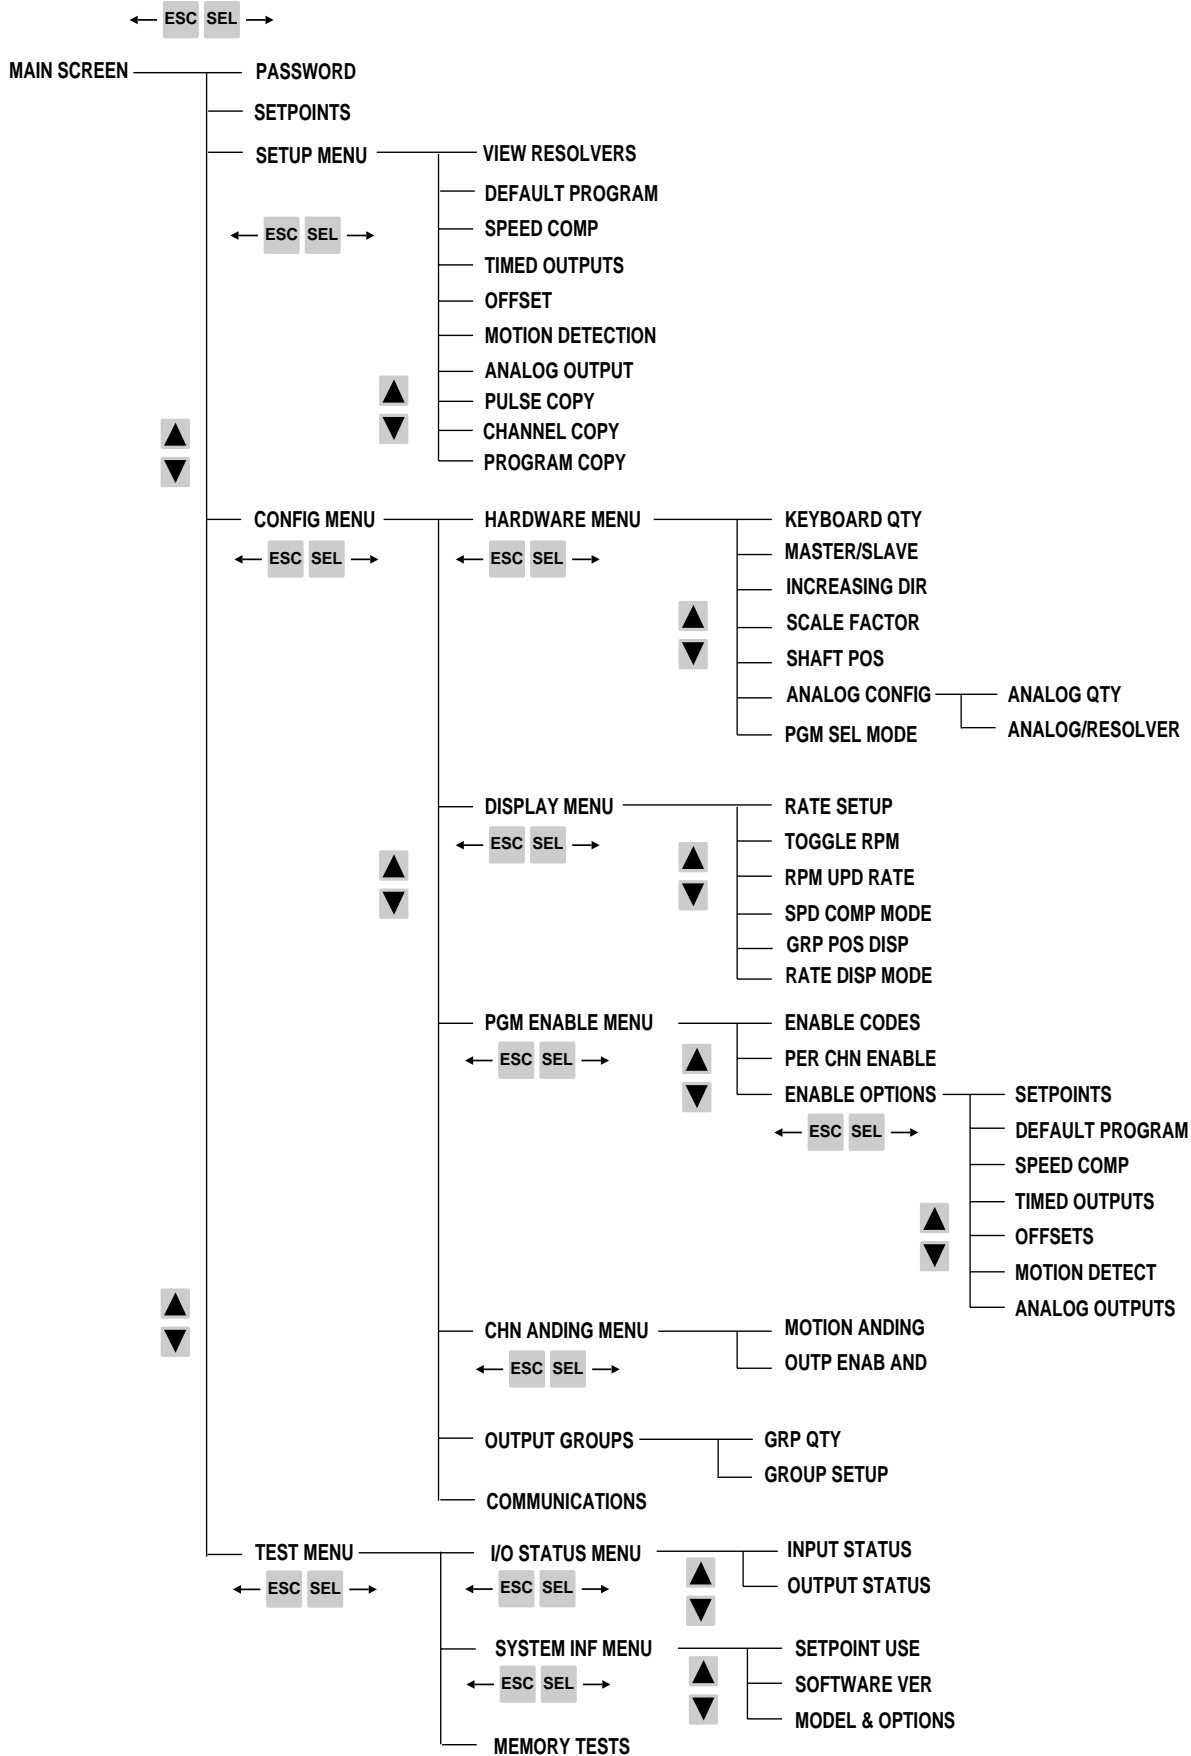 ESC SEL
MAIN SCREEN
PASSWORD
SETPOINTS
SETUP MENU
ESC SEL
VIEW RESOLVERS
DEFAULT PROGRAM
SPEED COMP
TIMED OUTPUTS
OFFSET
MOTION DETECTION
ANALOG OUTPUT
PULSE COPY
CHANNEL COPY
PROGRAM COPY
CONFIG MENU
ESC SEL
HARDWARE MENU
ESC SEL
KEYBOARD QTY
MASTER/SLAVE
INCREASING DIR
SCALE FACTOR
SHAFT POS
ANALOG CONFIG
ANALOG QTY
ANALOG/RESOLVER
PGM SEL MODE
DISPLAY MENU
ESC SEL
RATE SETUP
TOGGLE RPM
RPM UPD RATE
SPD COMP MODE
GRP POS DISP
RATE DISP MODE
PGM ENABLE MENU
ESC SEL
ENABLE CODES
PER CHN ENABLE
ENABLE OPTIONS
ESC SEL
SETPOINTS
DEFAULT PROGRAM
SPEED COMP
TIMED OUTPUTS
OFFSETS
MOTION DETECT
ANALOG OUTPUTS
CHN ANDING MENU
ESC SEL
MOTION ANDING
OUTP ENAB AND
OUTPUT GROUPS
GRP QTY
GROUP SETUP
COMMUNICATIONS
TEST MENU
ESC SEL
I/O STATUS MENU
ESC SEL
INPUT STATUS
OUTPUT STATUS
SYSTEM INF MENU
ESC SEL
SETPOINT USE
SOFTWARE VER
MODEL & OPTIONS
MEMORY TESTS